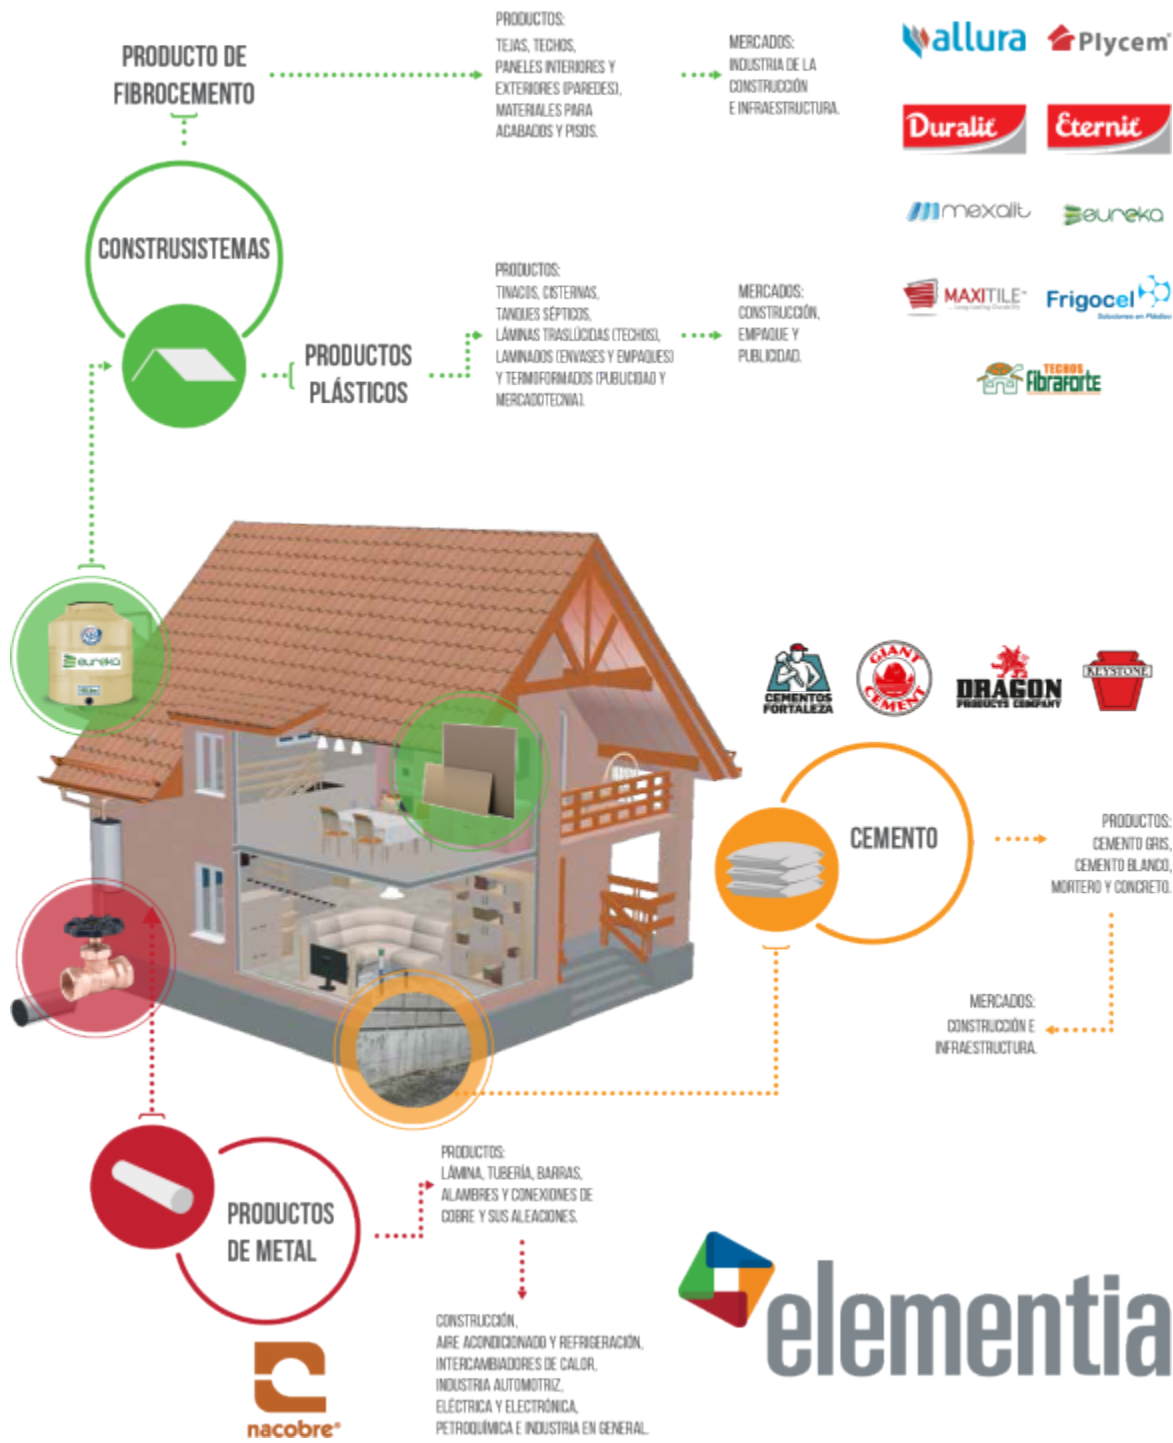 PRODUCTO DE
FIBROCEMENTO
PRODUCTOS:
TEJAS, TECHOS,
PANELES INTERIORES Y
EXTERIORES (PAREDES),
MATERIALES PARA
ACABADOS Y PISOS.
MERCADOS:
INDUSTRIA DE LA
CONSTRUCCIÓN
E INFRAESTRUCTURA.
allura
Plycem
Duralit
Eternit
mexalit
eureka
MAXITILE
Frigocel
Soluciones en Plástico
TECHOS
Fibraforte
CONSTRUSISTEMAS
PRODUCTOS
PLÁSTICOS
PRODUCTOS:
TINACOS, CISTERNAS,
TANQUES SÉPTICOS,
LÁMINAS TRASLÚCIDAS (TECHOS),
LAMINADOS (ENVASES Y EMPAQUES)
Y TERMOFORMADOS (PUBLICIDAD Y
MERCADOTECNIA).
MERCADOS:
CONSTRUCCIÓN,
EMPAQUE Y
PUBLICIDAD.
eureka
CEMENTOS
FORTALEZA
GIANT
CEMENT
DRAGON
PRODUCTS COMPANY
KEYSTONE
CEMENTO
PRODUCTOS:
CEMENTO GRIS,
CEMENTO BLANCO,
MORTERO Y CONCRETO.
MERCADOS:
CONSTRUCCIÓN E
INFRAESTRUCTURA.
PRODUCTOS
DE METAL
PRODUCTOS:
LÁMINA, TUBERÍA, BARRAS,
ALAMBRES Y CONEXIONES DE
COBRE Y SUS ALEACIONES.
CONSTRUCCIÓN,
AIRE ACONDICIONADO Y REFRIGERACIÓN,
INTERCAMBIADORES DE CALOR,
INDUSTRIA AUTOMOTRIZ,
ELÉCTRICA Y ELECTRÓNICA,
PETROQUÍMICA E INDUSTRIA EN GENERAL.
nacobre®
elementia